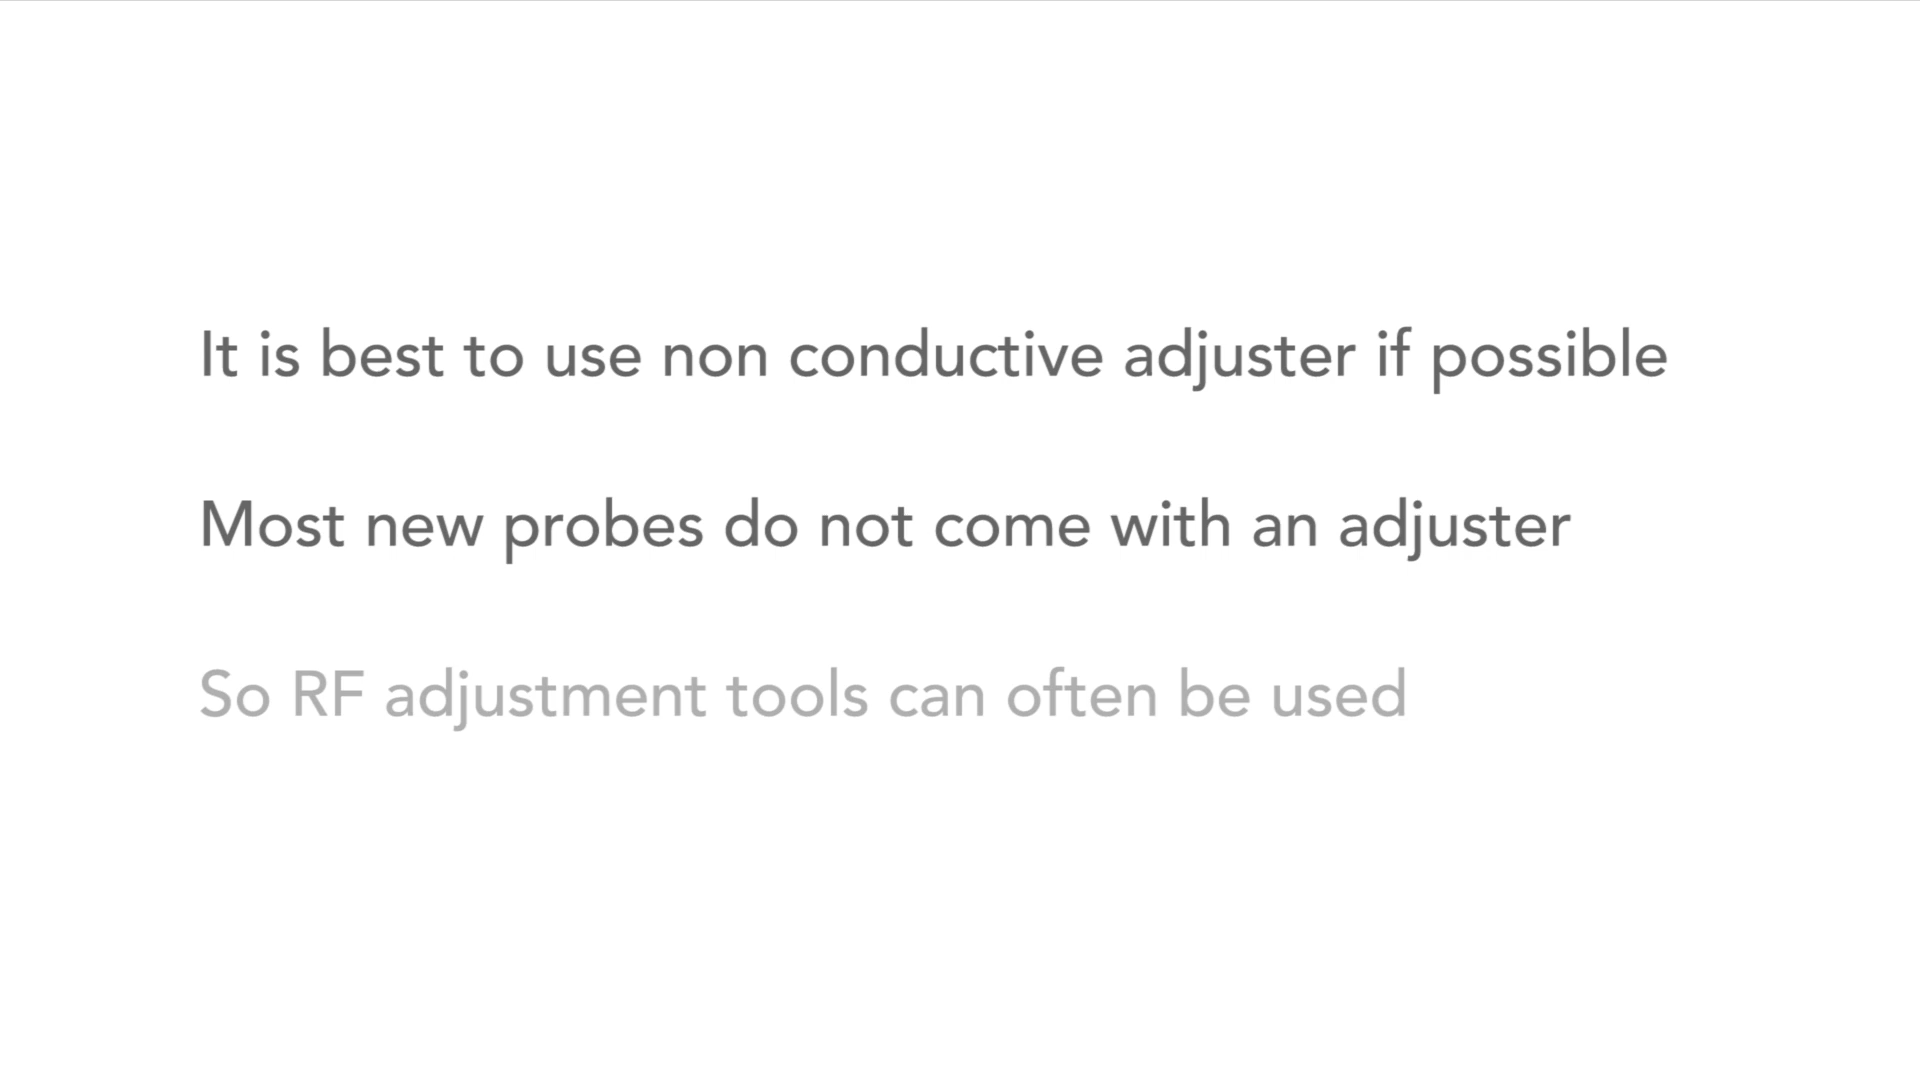 It is best to use non conductive adjuster if possible
Most new probes do not come with an adjuster
So RF adjustment tools can often be used